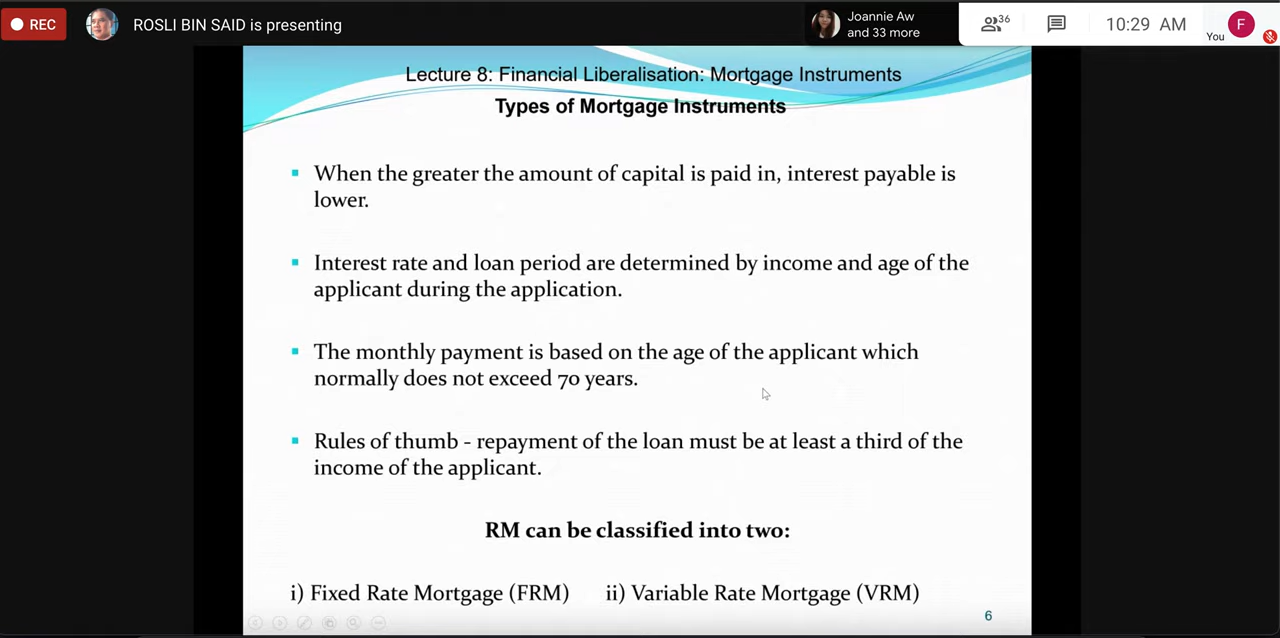 REC
ROSLI BIN SAID is presenting
Joannie Aw
and 33 more
36
10:29 AM
You
F
Lecture 8: Financial Liberalisation: Mortgage Instruments
Types of Mortgage Instruments
When the greater the amount of capital is paid in, interest payable is
lower.
Interest rate and loan period are determined by income and age of the
applicant during the application.
The monthly payment is based on the age of the applicant which
normally does not exceed 70 years.
Rules of thumb - repayment of the loan must be at least a third of the
income of the applicant.
RM can be classified into two:
i) Fixed Rate Mortgage (FRM) ii) Variable Rate Mortgage (VRM)
6